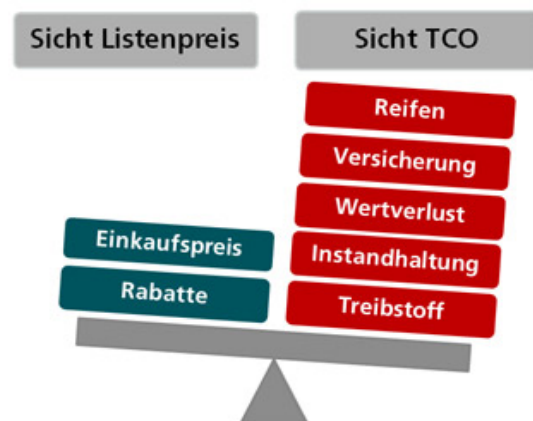 Sicht Listenpreis
Sicht TCO
Einkaufspreis
Rabatte
Reifen
Versicherung
Wertverlust
Instandhaltung
Treibstoff